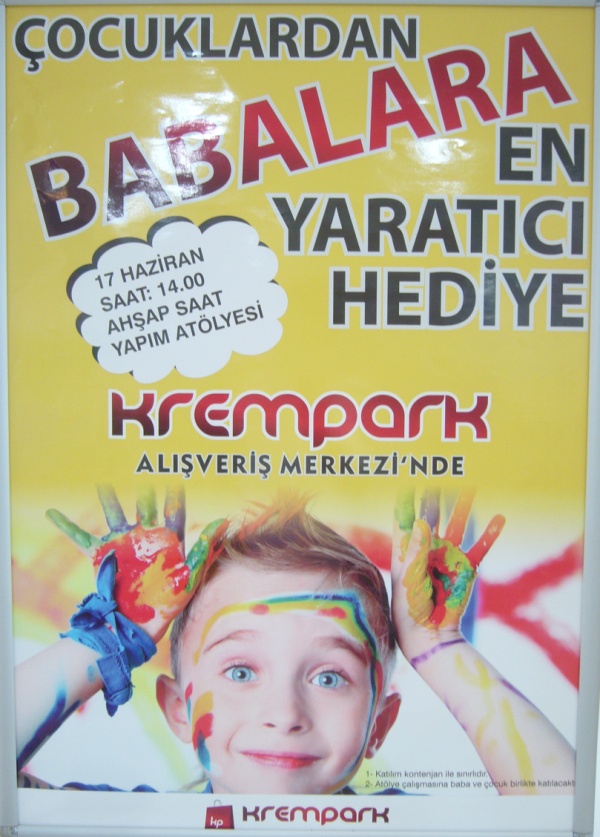 ÇOCUKLARDAN
BABALARA
EN
YARATICI
HEDİYE
17 HAZİRAN
SAAT: 14.00
AHŞAP SAAT
YAPIM ATÖLYESİ
KREMPARK
ALIŞVERİŞ MERKEZİ'NDE
1- Katılım kontenjan ile sınırlıdır.
2- Atölye çalışmasına baba ve çocuk birlikte katılacaktı
kp KREMPARK